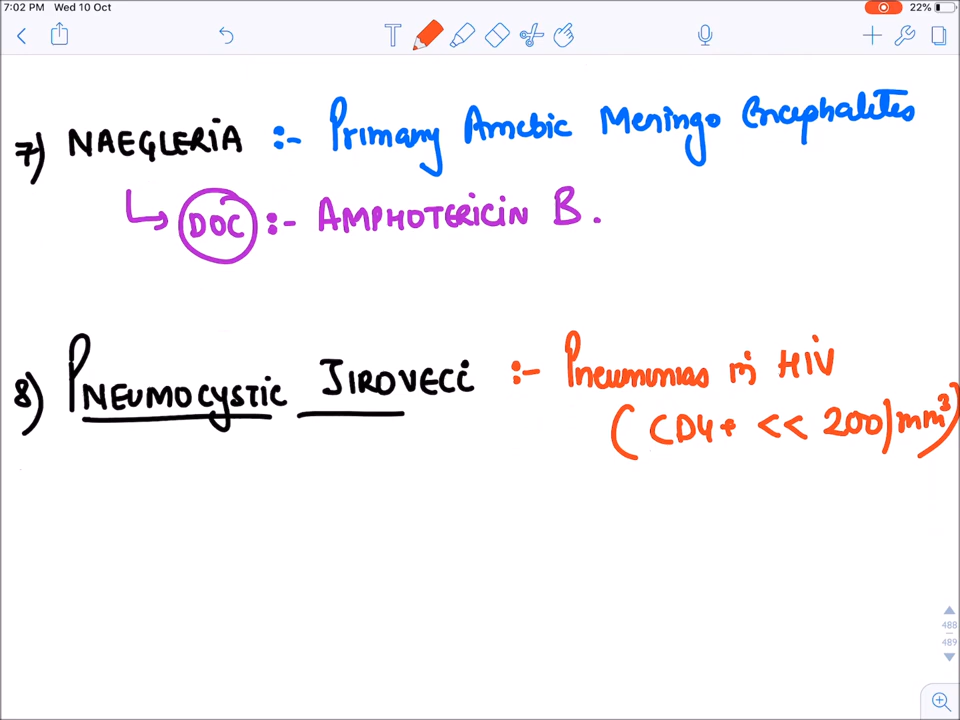 7:02 PM Wed 10 Oct 22%
7) NAEGLERIA :- Primary Amebic Meningo Encephalites
DOC :- AMPHOTERICIN B.
8) PNEUMOCYSTIC JIROVECI :- Pneumonias in HIV
(CD4+ << 200/mm³)
488
489